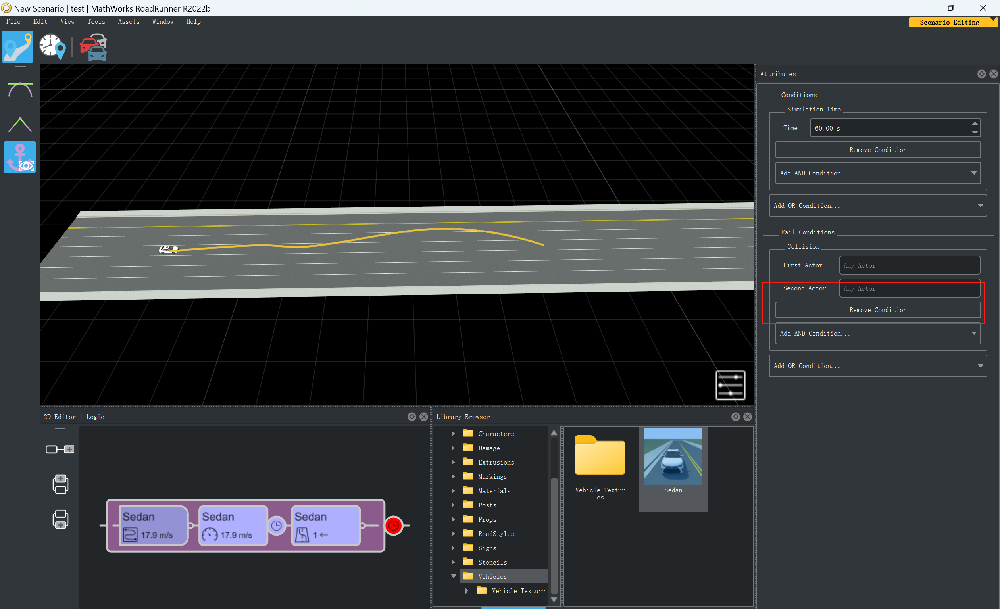 New Scenario | test | MathWorks RoadRunner R2022b
File Edit View Tools Assets Window Help
Scenario Editing
Attributes
Conditions
Simulation Time
Time 60.00 s
Remove Condition
Add AND Condition...
Add OR Condition...
Fail Conditions
Collision
First Actor Any Actor
Second Actor Any Actor
Remove Condition
Add AND Condition...
Add OR Condition...
2D Editor | Logic
Sedan
17.9 m/s
Sedan
17.9 m/s
Sedan
1 ←
Library Browser
Characters
Damage
Extrusions
Markings
Materials
Posts
Props
RoadStyles
Signs
Stencils
Vehicles
Vehicle Textu···
Vehicle Textur
es
Sedan